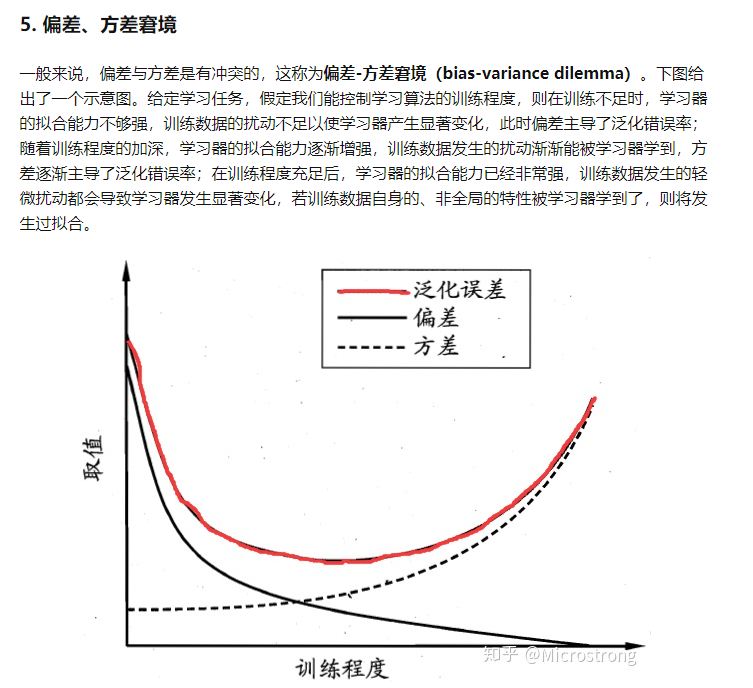 5. 偏差、方差窘境
一般来说，偏差与方差是有冲突的，这称为偏差-方差窘境（bias-variance dilemma）。下图给
出了一个示意图。给定学习任务，假定我们能控制学习算法的训练程度，则在训练不足时，学习器
的拟合能力不够强，训练数据的扰动不足以使学习器产生显著变化，此时偏差主导了泛化错误率；
随着训练程度的加深，学习器的拟合能力逐渐增强，训练数据发生的扰动渐渐能被学习器学到，方
差逐渐主导了泛化错误率；在训练程度充足后，学习器的拟合能力已经非常强，训练数据发生的轻
微扰动都会导致学习器发生显著变化，若训练数据自身的、非全局的特性被学习器学到了，则将发
生过拟合。
泛化误差
偏差
方差
取值
训练程度
知乎 @Microstrong